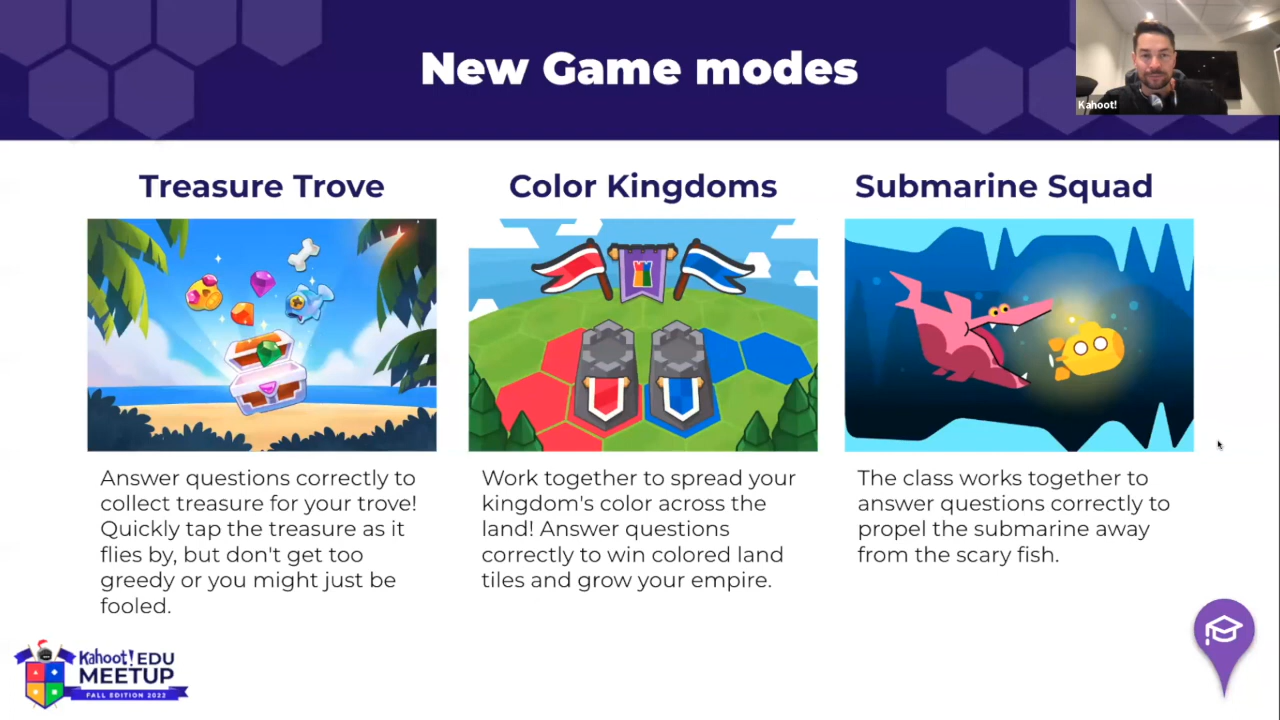 New Game modes
Kahoot!
Treasure Trove
Color Kingdoms
Submarine Squad
Answer questions correctly to
collect treasure for your trove!
Quickly tap the treasure as it
flies by, but don't get too
greedy or you might just be
fooled.
Work together to spread your
kingdom's color across the
land! Answer questions
correctly to win colored land
tiles and grow your empire.
The class works together to
answer questions correctly to
propel the submarine away
from the scary fish.
Kahoot! EDU
MEETUP
FALL EDITION 2022